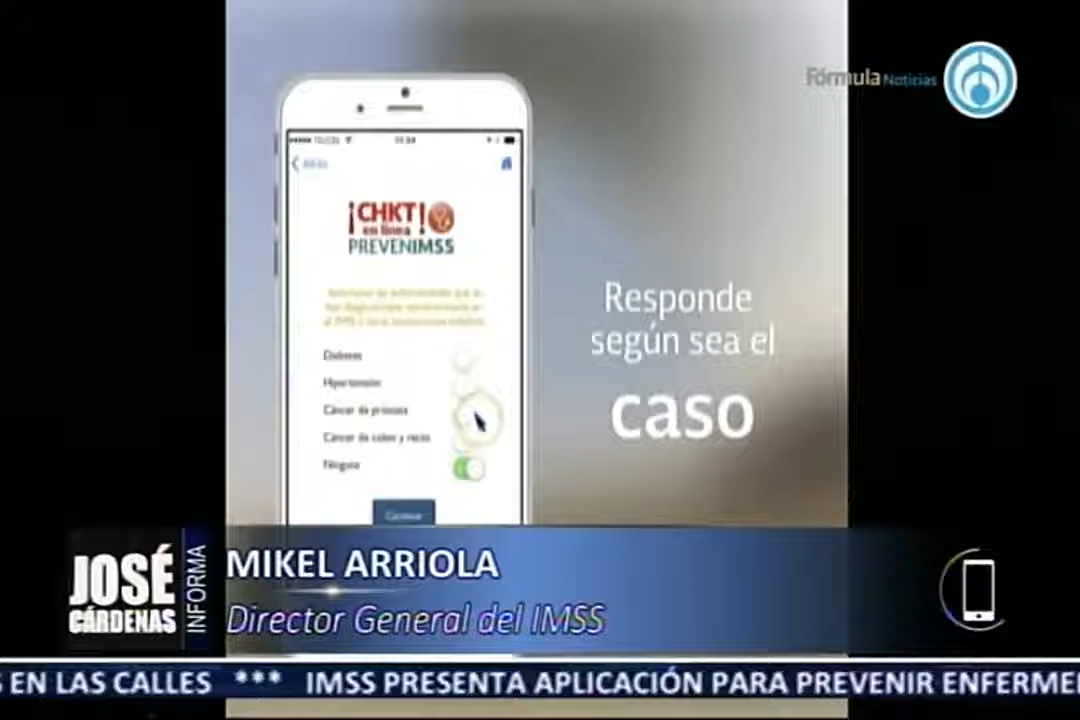 Fórmula Noticias
¡CHKT!
en línea
PREVENIMSS
Diabetes
Hipertensión
Cáncer de próstata
Cáncer de colon y recto
Ninguna
Responde
según sea el
caso
JOSÉ
CÁRDENAS
INFORMA
MIKEL ARRIOLA
Director General del IMSS
S EN LAS CALLES *** IMSS PRESENTA APLICACIÓN PARA PREVENIR ENFERME